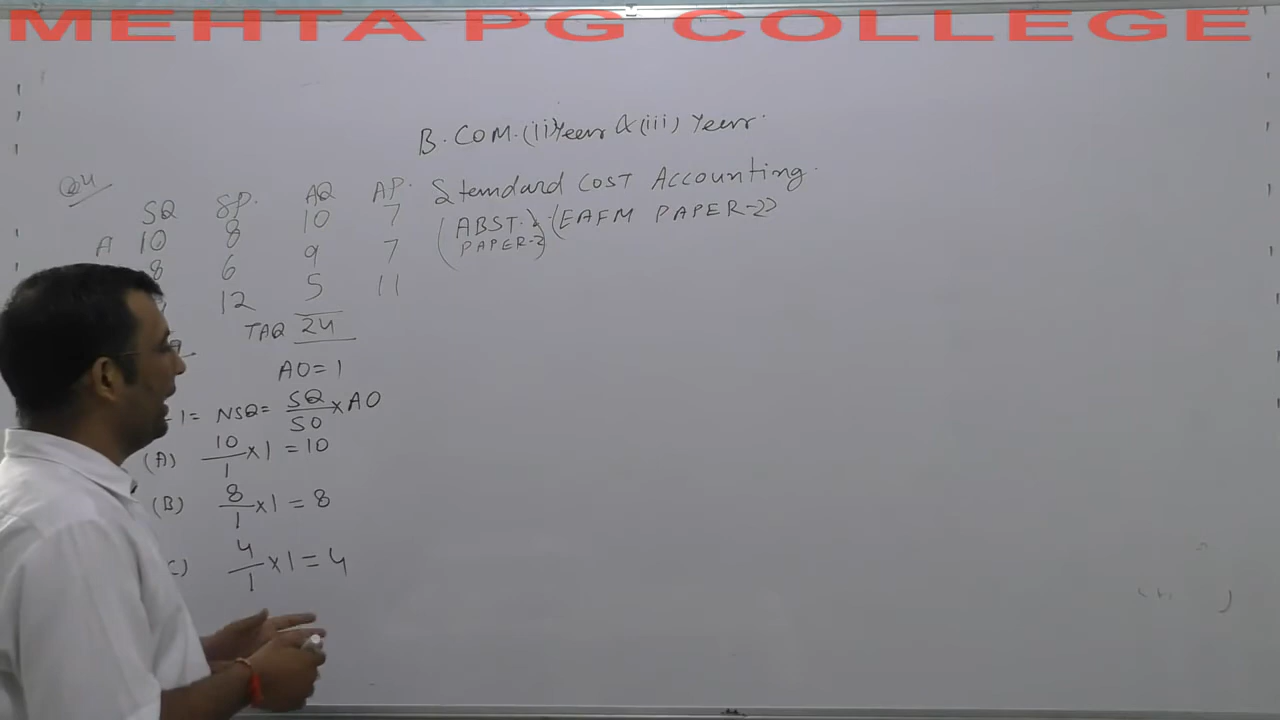 MEHTA PG COLLEGE
B. COM. (ii) Year & (iii) Year.
Standard COST Accounting.
(ABST. PAPER-2) (EAFM PAPER-2)
Q4
SQ SP. AQ AP.
A 10 8 10 7
8 6 9 7
12 5 11
TAQ 24
AO = 1
1 = NSQ = SQ/SO × AO
(A) 10/1 × 1 = 10
(B) 8/1 × 1 = 8
C) 4/1 × 1 = 4